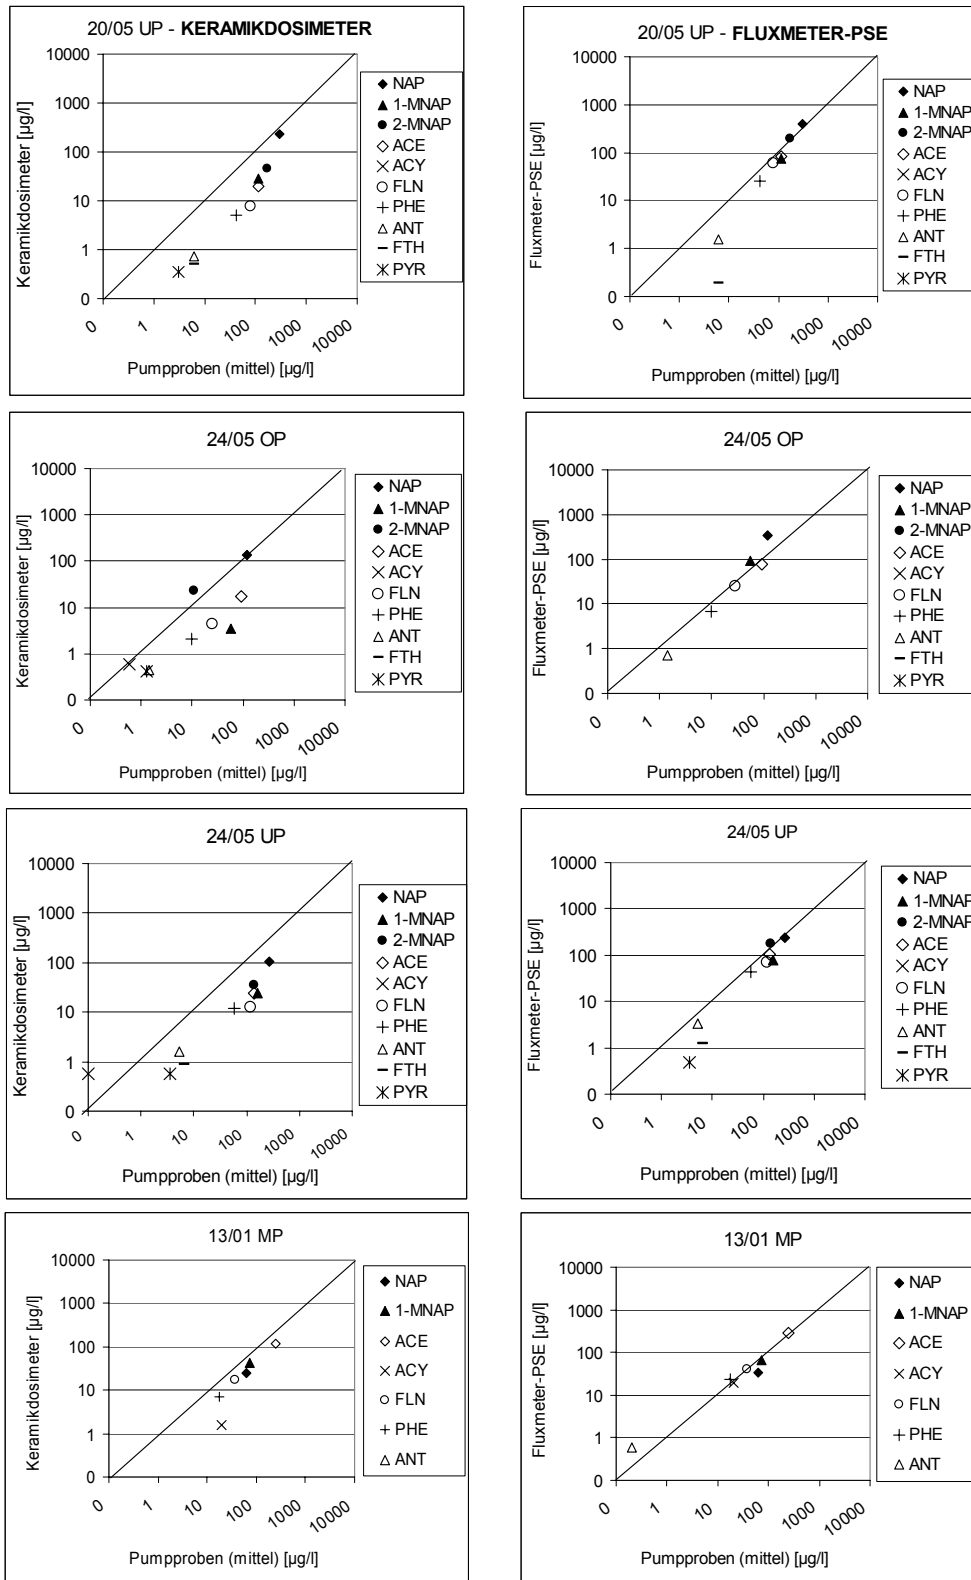 20/05 UP - KERAMIKDOSIMETER
Keramikdosimeter [µg/l]
10000
1000
100
10
1
0
0 1 10 100 1000 10000
Pumpproben (mittel) [µg/l]
NAP
1-MNAP
2-MNAP
ACE
ACY
FLN
PHE
ANT
FTH
PYR
20/05 UP - FLUXMETER-PSE
Fluxmeter-PSE [µg/l]
10000
1000
100
10
1
0
0 1 10 100 1000 10000
Pumpproben (mittel) [µg/l]
NAP
1-MNAP
2-MNAP
ACE
ACY
FLN
PHE
ANT
FTH
PYR
24/05 OP
Keramikdosimeter [µg/l]
10000
1000
100
10
1
0
0 1 10 100 1000 10000
Pumpproben (mittel) [µg/l]
NAP
1-MNAP
2-MNAP
ACE
ACY
FLN
PHE
ANT
FTH
PYR
24/05 OP
Fluxmeter-PSE [µg/l]
10000
1000
100
10
1
0
0 1 10 100 1000 10000
Pumpproben (mittel) [µg/l]
NAP
1-MNAP
2-MNAP
ACE
ACY
FLN
PHE
ANT
FTH
PYR
24/05 UP
Keramikdosimeter [µg/l]
10000
1000
100
10
1
0
0 1 10 100 1000 10000
Pumpproben (mittel) [µg/l]
NAP
1-MNAP
2-MNAP
ACE
ACY
FLN
PHE
ANT
FTH
PYR
24/05 UP
Fluxmeter-PSE [µg/l]
10000
1000
100
10
1
0
0 1 10 100 1000 10000
Pumpproben (mittel) [µg/l]
NAP
1-MNAP
2-MNAP
ACE
ACY
FLN
PHE
ANT
FTH
PYR
13/01 MP
Keramikdosimeter [µg/l]
10000
1000
100
10
1
0
0 1 10 100 1000 10000
Pumpproben (mittel) [µg/l]
NAP
1-MNAP
ACE
ACY
FLN
PHE
ANT
13/01 MP
Fluxmeter-PSE [µg/l]
10000
1000
100
10
1
0
0 1 10 100 1000 10000
Pumpproben (mittel) [µg/l]
NAP
1-MNAP
ACE
ACY
FLN
PHE
ANT